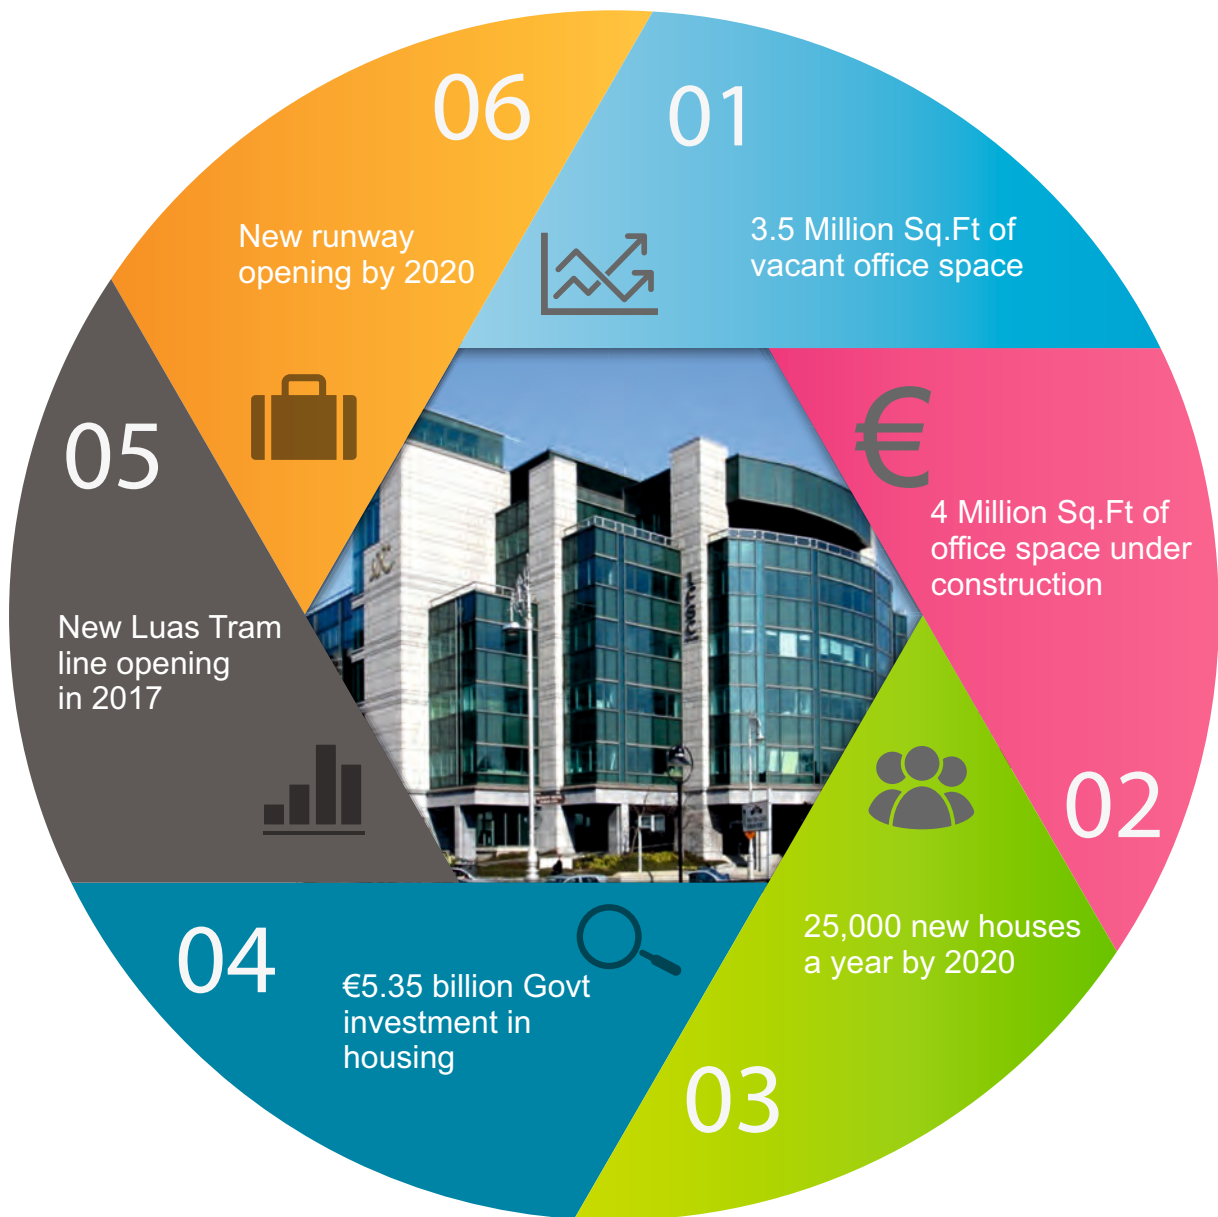 01
3.5 Million Sq.Ft of
vacant office space
€
4 Million Sq.Ft of
office space under
construction
02
25,000 new houses
a year by 2020
03
04
€5.35 billion Govt
investment in
housing
05
New Luas Tram
line opening
in 2017
06
New runway
opening by 2020
IFSC